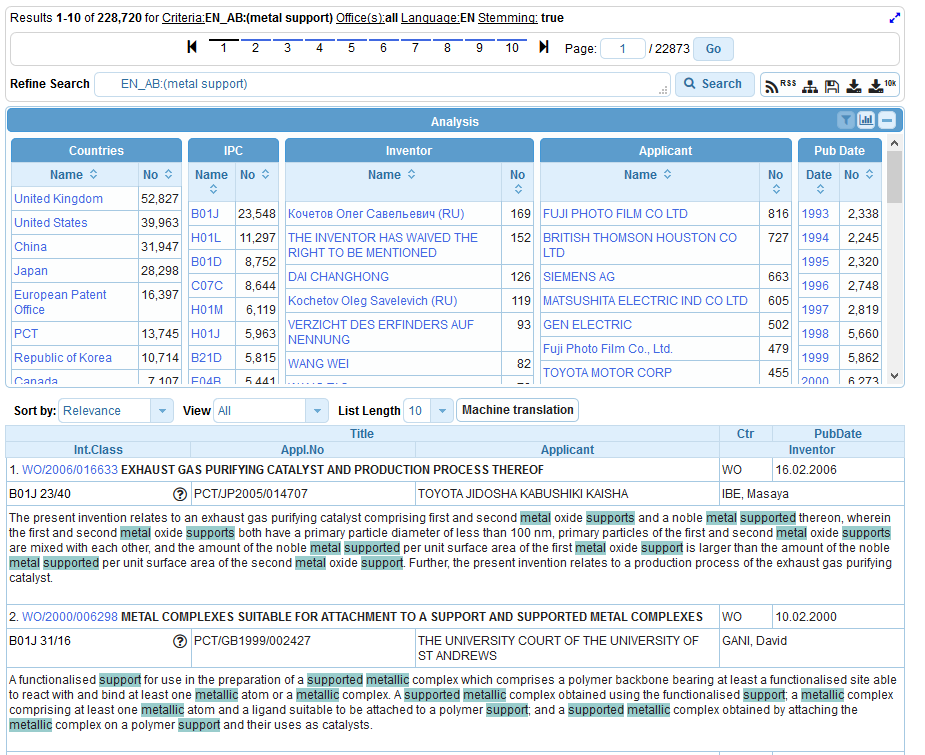 Results 1-10 of 228,720 for Criteria:EN_AB:(metal support) Office(s):all Language:EN Stemming: true
1 2 3 4 5 6 7 8 9 10 Page: 1 / 22873 Go
Refine Search EN_AB:(metal support) Search RSS 10k
Analysis
Countries
Name No
United Kingdom 52,827
United States 39,963
China 31,947
Japan 28,298
European Patent 16,397
Office
PCT 13,745
Republic of Korea 10,714
Canada 7,107
IPC
Name No
B01J 23,548
H01L 11,297
B01D 8,752
C07C 8,644
H01M 6,119
H01J 5,963
B21D 5,815
E04B 5,441
Inventor
Name No
Кочетов Олег Савельевич (RU) 169
THE INVENTOR HAS WAIVED THE 152
RIGHT TO BE MENTIONED
DAI CHANGHONG 126
Kochetov Oleg Savelevich (RU) 119
VERZICHT DES ERFINDERS AUF 93
NENNUNG
WANG WEI 82
Applicant
Name No
FUJI PHOTO FILM CO LTD 816
BRITISH THOMSON HOUSTON CO 727
LTD
SIEMENS AG 663
MATSUSHITA ELECTRIC IND CO LTD 605
GEN ELECTRIC 502
Fuji Photo Film Co., Ltd. 479
TOYOTA MOTOR CORP 455
Pub Date
Date No
1993 2,338
1994 2,245
1995 2,320
1996 2,748
1997 2,819
1998 5,660
1999 5,862
2000 6,273
Sort by: Relevance View All List Length 10 Machine translation
Title Ctr PubDate
Int.Class Appl.No Applicant Inventor
1. WO/2006/016633 EXHAUST GAS PURIFYING CATALYST AND PRODUCTION PROCESS THEREOF WO 16.02.2006
B01J 23/40 ? PCT/JP2005/014707 TOYOTA JIDOSHA KABUSHIKI KAISHA IBE, Masaya
The present invention relates to an exhaust gas purifying catalyst comprising first and second metal oxide supports and a noble metal supported thereon, wherein
the first and second metal oxide supports both have a primary particle diameter of less than 100 nm, primary particles of the first and second metal oxide supports
are mixed with each other, and the amount of the noble metal supported per unit surface area of the first metal oxide support is larger than the amount of the noble
metal supported per unit surface area of the second metal oxide support. Further, the present invention relates to a production process of the exhaust gas purifying
catalyst.
2. WO/2000/006298 METAL COMPLEXES SUITABLE FOR ATTACHMENT TO A SUPPORT AND SUPPORTED METAL COMPLEXES WO 10.02.2000
B01J 31/16 ? PCT/GB1999/002427 THE UNIVERSITY COURT OF THE UNIVERSITY OF GANI, David
ST ANDREWS
A functionalised support for use in the preparation of a supported metallic complex which comprises a polymer backbone bearing at least a functionalised site able
to react with and bind at least one metallic atom or a metallic complex. A supported metallic complex obtained using the functionalised support; a metallic complex
comprising at least one metallic atom and a ligand suitable to be attached to a polymer support; and a supported metallic complex obtained by attaching the
metallic complex on a polymer support and their uses as catalysts.